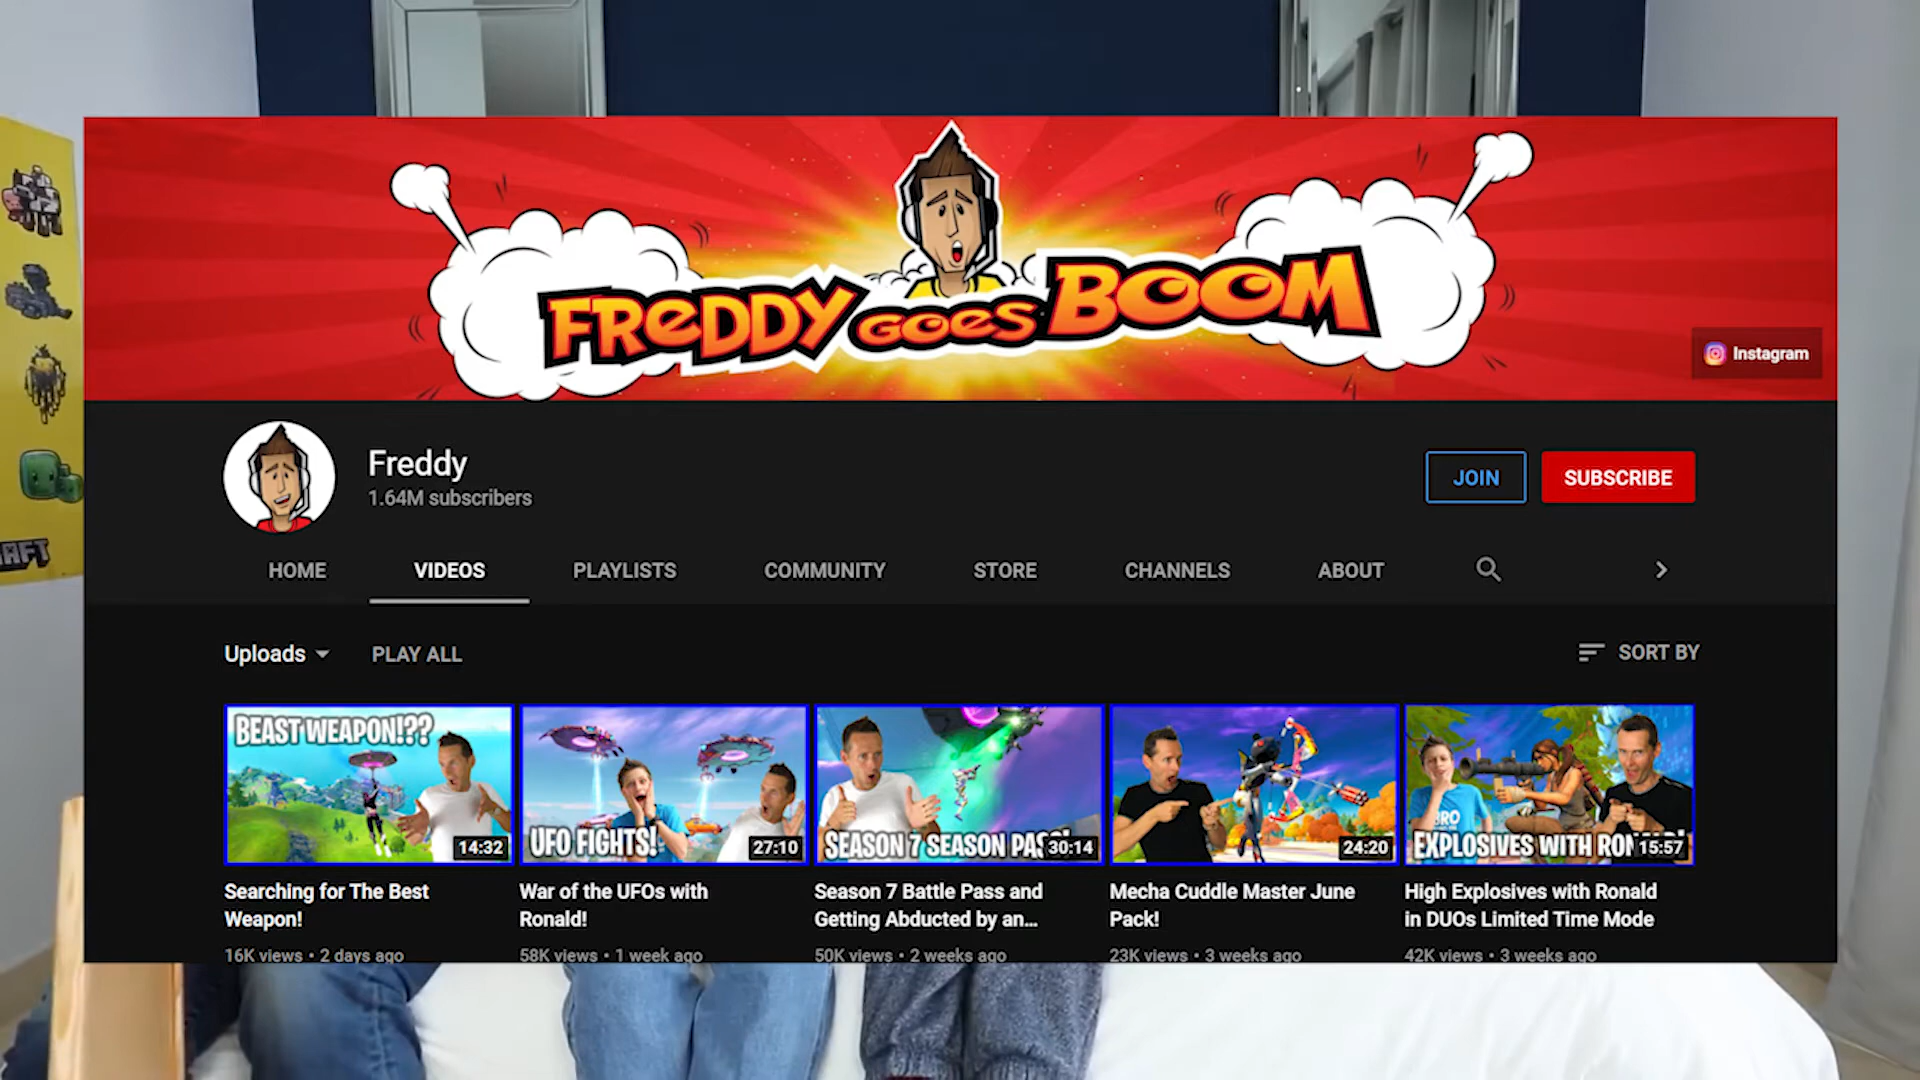 FREDDY GOES BOOM
Instagram
Freddy
1.64M subscribers
JOIN
SUBSCRIBE
HOME
VIDEOS
PLAYLISTS
COMMUNITY
STORE
CHANNELS
ABOUT
Uploads
PLAY ALL
SORT BY
BEAST WEAPON!??
14:32
UFO FIGHTS!
27:10
SEASON 7 SEASON PASS!
30:14
24:20
BRO
EXPLOSIVES WITH RON
15:57
Searching for The Best
Weapon!
16K views • 2 days ago
War of the UFOs with
Ronald!
58K views • 1 week ago
Season 7 Battle Pass and
Getting Abducted by an...
50K views • 2 weeks ago
Mecha Cuddle Master June
Pack!
23K views • 3 weeks ago
High Explosives with Ronald
in DUOs Limited Time Mode
42K views • 3 weeks ago
AFT